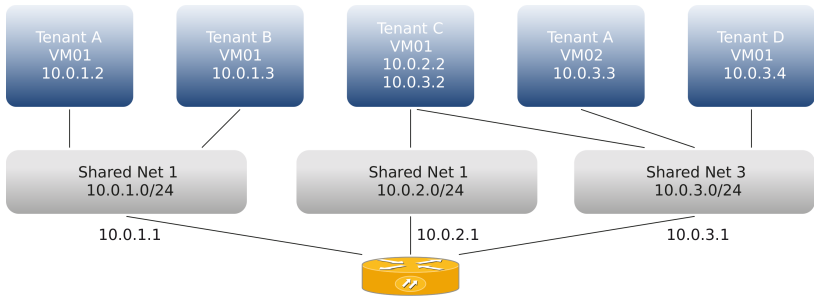 Tenant A
VM01
10.0.1.2
Tenant B
VM01
10.0.1.3
Tenant C
VM01
10.0.2.2
10.0.3.2
Tenant A
VM02
10.0.3.3
Tenant D
VM01
10.0.3.4
Shared Net 1
10.0.1.0/24
Shared Net 1
10.0.2.0/24
Shared Net 3
10.0.3.0/24
10.0.1.1
10.0.2.1
10.0.3.1